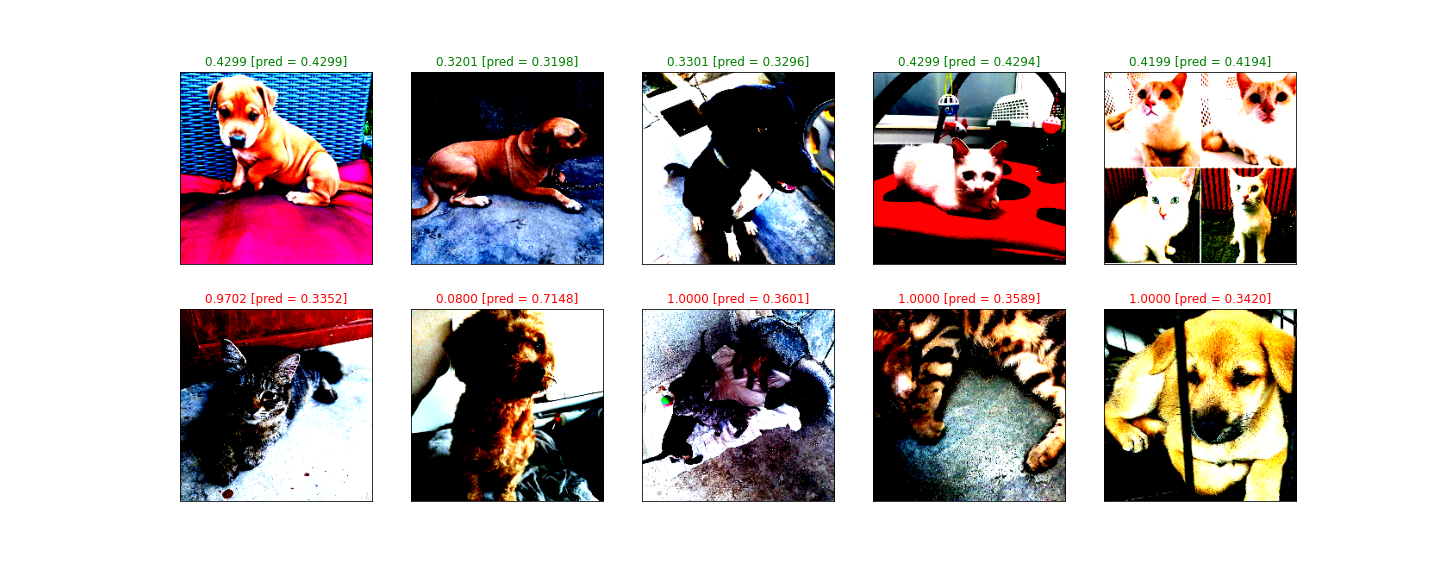 0.4299 [pred = 0.4299]
0.3201 [pred = 0.3198]
0.3301 [pred = 0.3296]
0.4299 [pred = 0.4294]
0.4199 [pred = 0.4194]
0.9702 [pred = 0.3352]
0.0800 [pred = 0.7148]
1.0000 [pred = 0.3601]
1.0000 [pred = 0.3589]
1.0000 [pred = 0.3420]